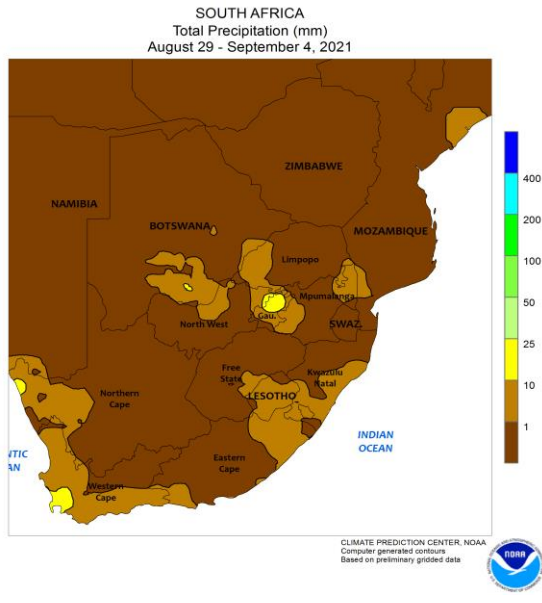 SOUTH AFRICA
Total Precipitation (mm)
August 29 - September 4, 2021
ZIMBABWE
NAMIBIA
BOTSWANA
MOZAMBIQUE
Limpopo
Mpumalanga
Gau.
North West
SWAZ.
Free
State
Kwazulu
Natal
Northern
Cape
LESOTHO
INDIAN
OCEAN
NTIC
AN
Eastern
Cape
Western
Cape
400
200
100
50
25
10
1
CLIMATE PREDICTION CENTER, NOAA
Computer generated contours
Based on preliminary gridded data
NOAA